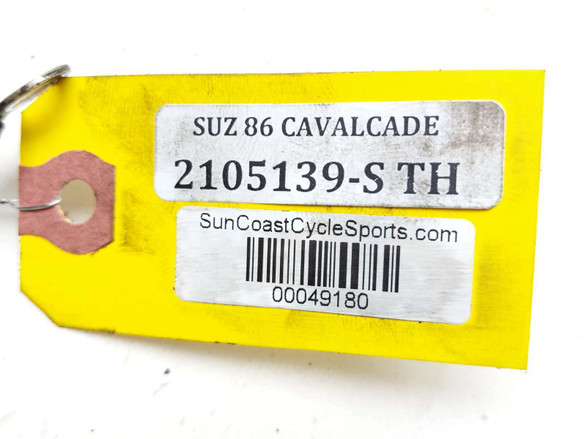 SUZ 86 CAVALCADE
2105139-S TH
SunCoastCycleSports.com
00049180